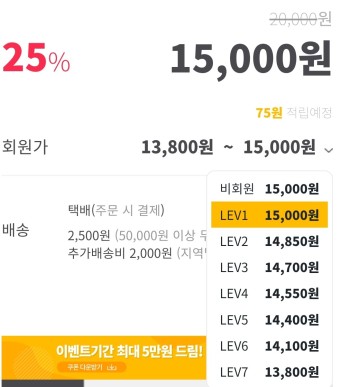 20,000원
25%
15,000원
75원 적립예정
회원가
13,800원 ~ 15,000원
배송
택배(주문 시 결제)
2,500원 (50,000원 이상
추가배송비 2,000원 (지역
비회원 15,000원
LEV1 15,000원
LEV2 14,850원
LEV3 14,700원
LEV4 14,550원
LEV5 14,400원
LEV6 14,100원
LEV7 13,800원
이벤트기간 최대 5만원 드림!
쿠폰 다운받기